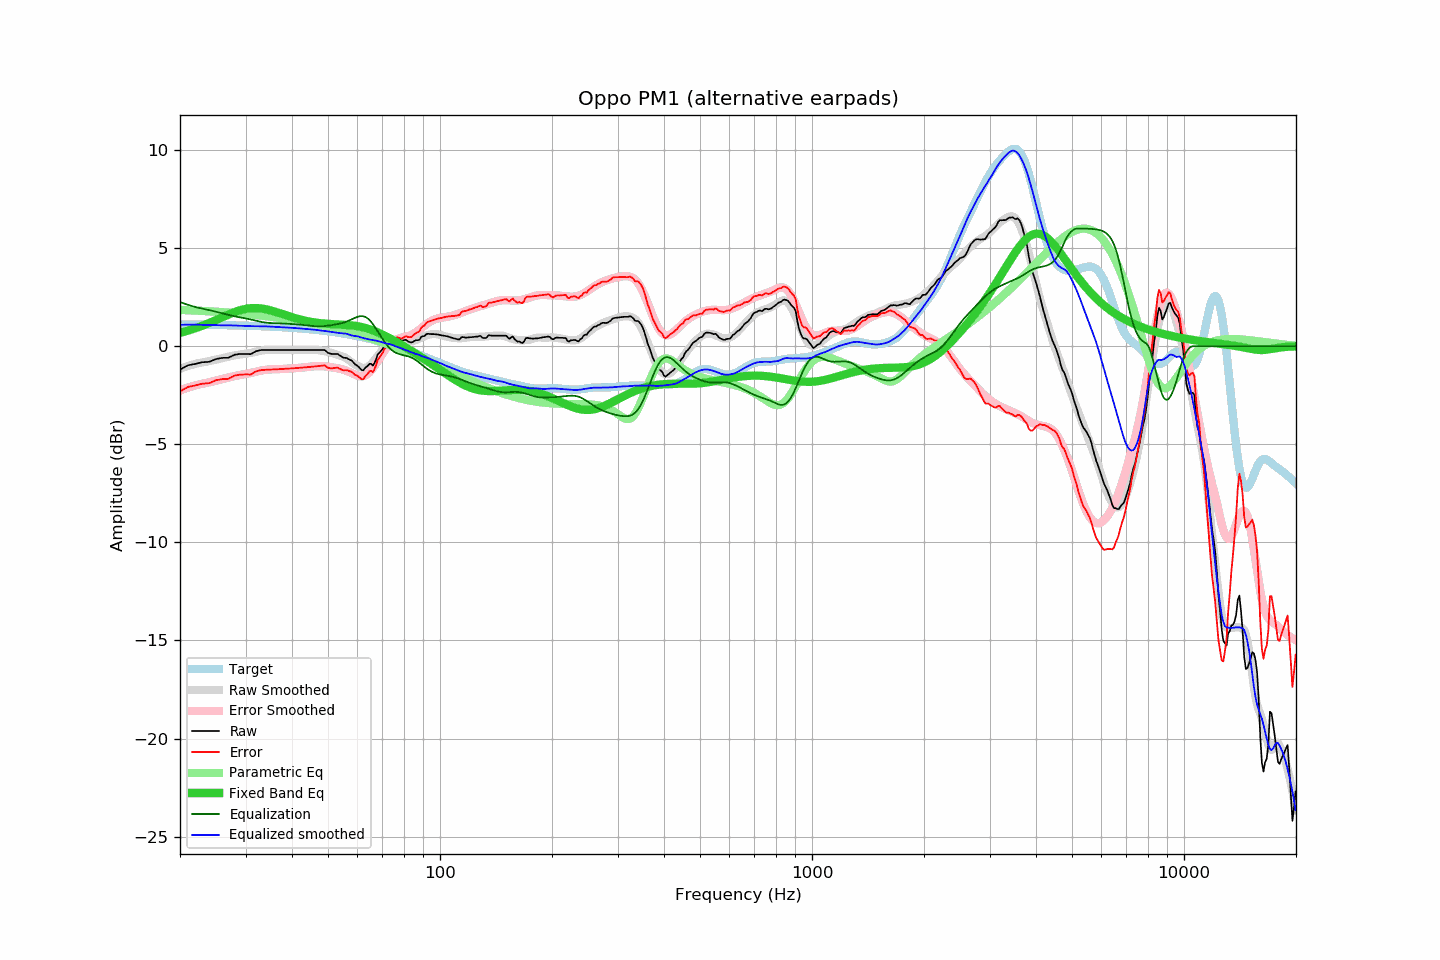 Oppo PM1 (alternative earpads)
10
5
0
−5
−10
−15
−20
−25
Amplitude (dBr)
Target
Raw Smoothed
Error Smoothed
Raw
Error
Parametric Eq
Fixed Band Eq
Equalization
Equalized smoothed
100
1000
10000
Frequency (Hz)